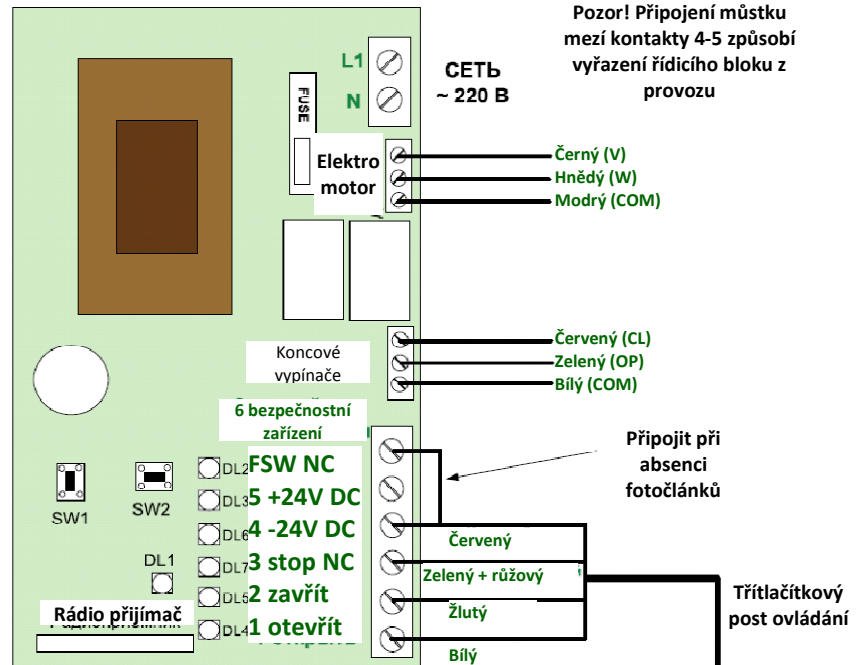 Pozor! Připojení můstku
mezí kontakty 4-5 způsobí
vyřazení řídicího bloku z
provozu
L1
N
СЕТЬ
~ 220 В
FUSE
Elektro
motor
Černý (V)
Hnědý (W)
Modrý (COM)
Koncové
vypínače
Červený (CL)
Zelený (OP)
Bílý (COM)
6 bezpečnostní
zařízení
DL2 FSW NC
DL3 5 +24V DC
DL6 4 -24V DC
DL7 3 stop NC
DL5 2 zavřít
DL4 1 otevřít
SW1
SW2
DL1
Rádio přijímač
Připojit při
absenci
fotočlánků
Červený
Zelený + růžový
Žlutý
Bílý
Třítlačítkový
post ovládání